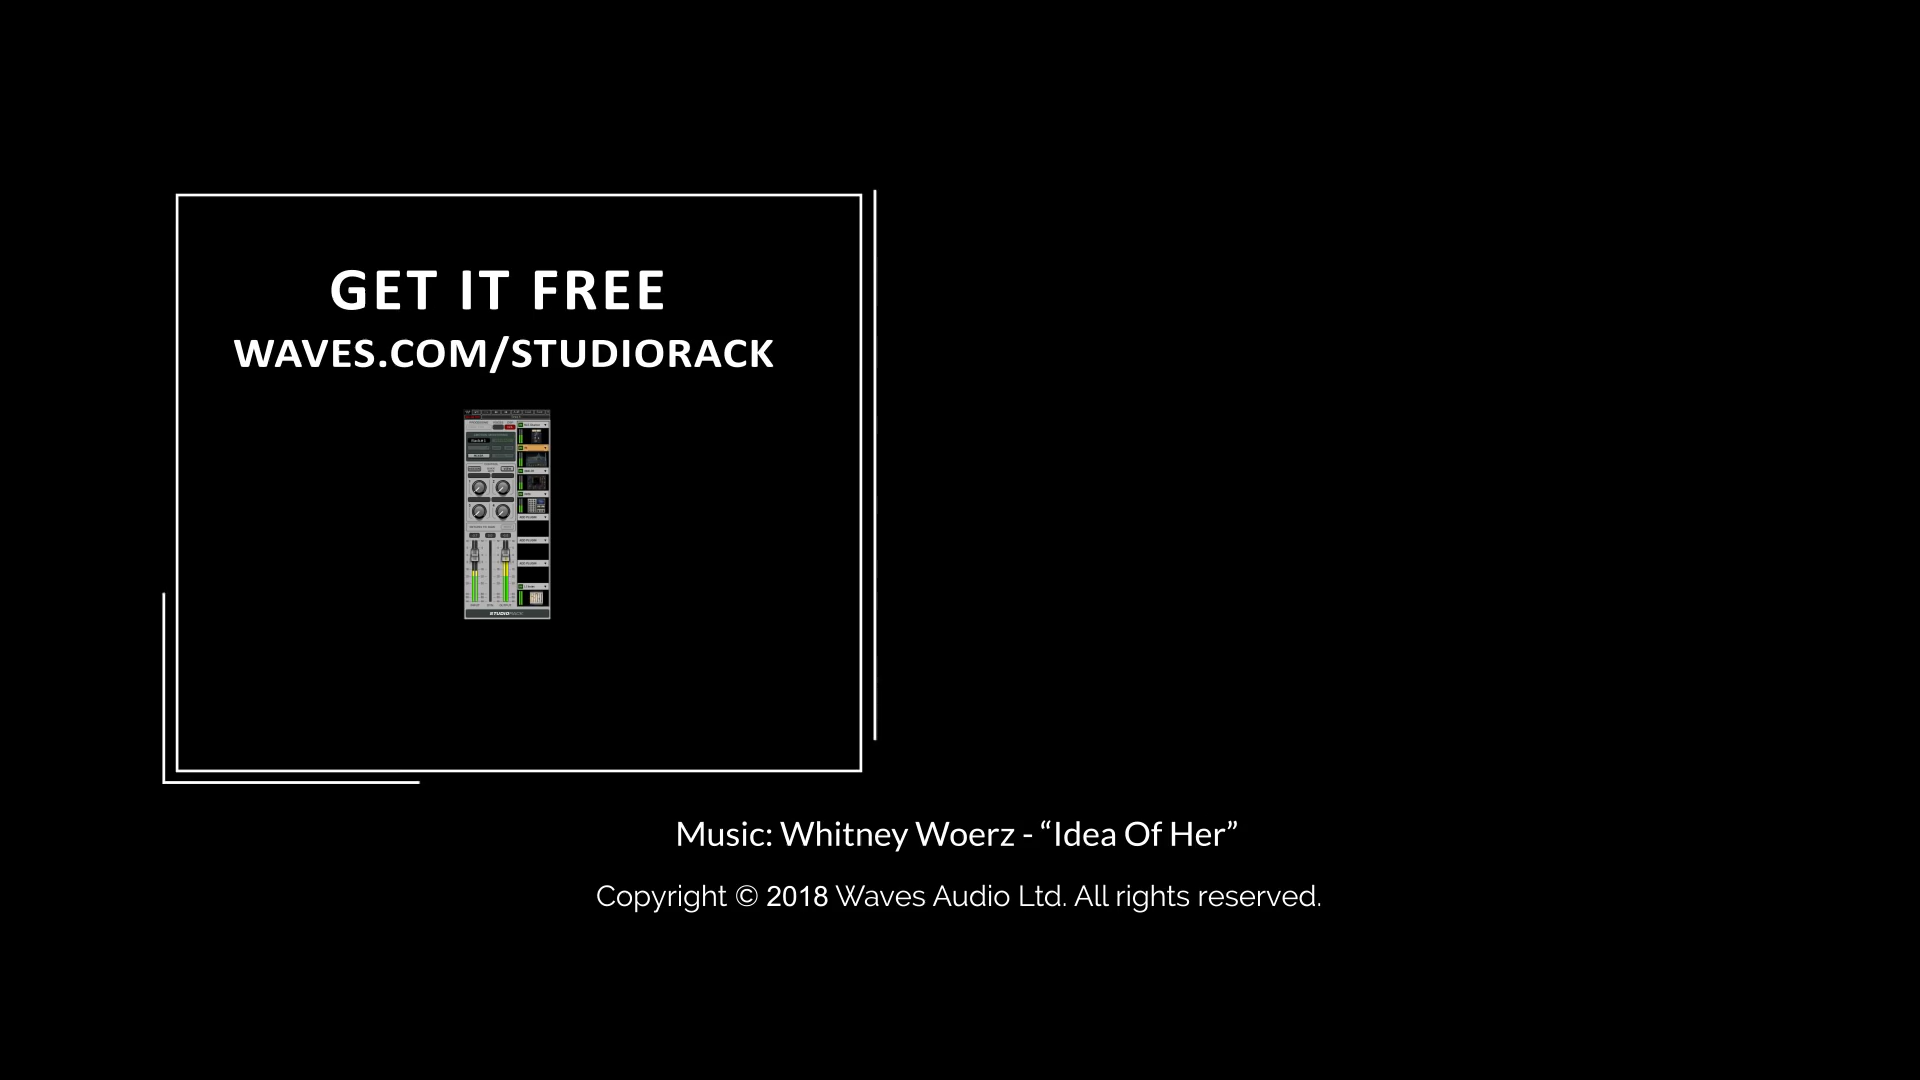 GET IT FREE
WAVES.COM/STUDIORACK
STUDIORACK
Music: Whitney Woerz - “Idea Of Her”
Copyright © 2018 Waves Audio Ltd. All rights reserved.